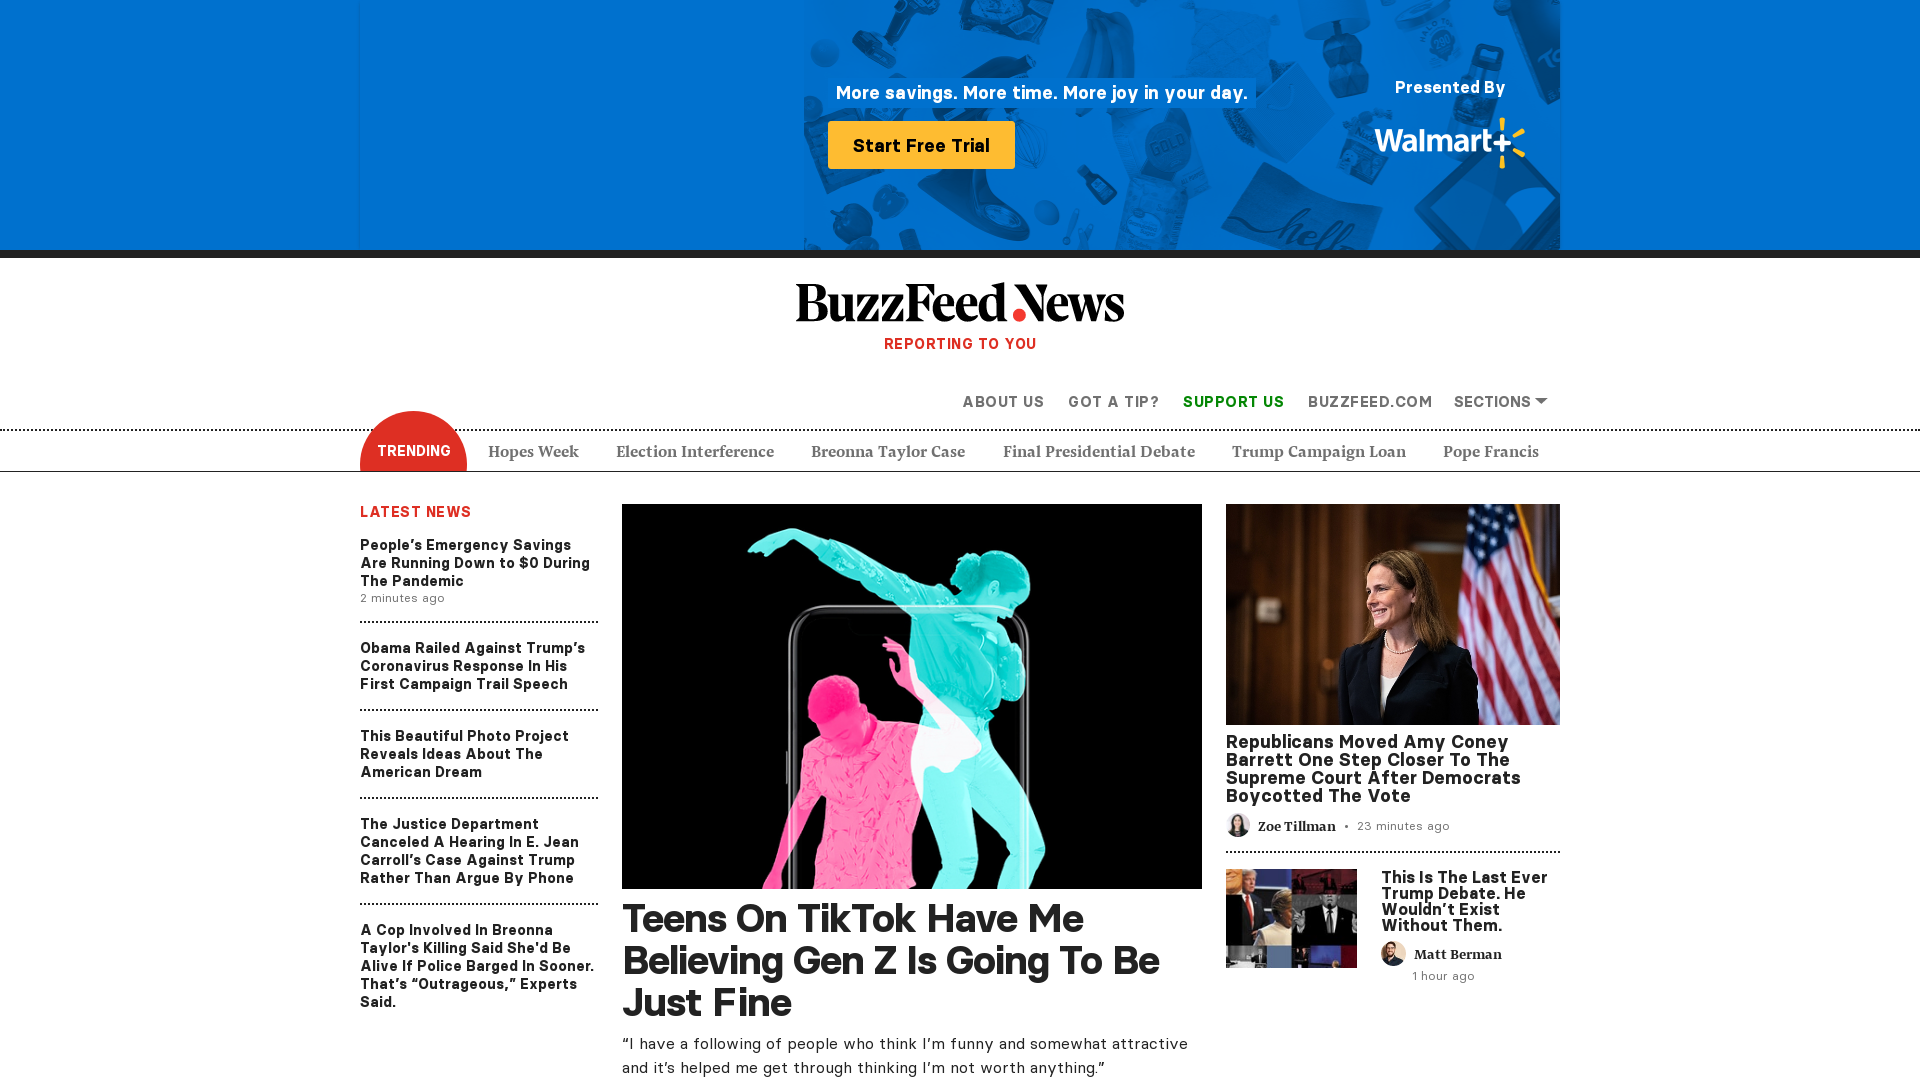 More savings. More time. More joy in your day.
Start Free Trial
Presented By
Walmart+
GOLD
hello
BuzzFeed.News
REPORTING TO YOU
ABOUT US
GOT A TIP?
SUPPORT US
BUZZFEED.COM
SECTIONS
TRENDING
Hopes Week
Election Interference
Breonna Taylor Case
Final Presidential Debate
Trump Campaign Loan
Pope Francis
LATEST NEWS
People’s Emergency Savings
Are Running Down to $0 During
The Pandemic
2 minutes ago
Obama Railed Against Trump’s
Coronavirus Response In His
First Campaign Trail Speech
This Beautiful Photo Project
Reveals Ideas About The
American Dream
The Justice Department
Canceled A Hearing In E. Jean
Carroll’s Case Against Trump
Rather Than Argue By Phone
A Cop Involved In Breonna
Taylor's Killing Said She'd Be
Alive If Police Barged In Sooner.
That’s “Outrageous,” Experts
Said.
Teens On TikTok Have Me
Believing Gen Z Is Going To Be
Just Fine
“I have a following of people who think I’m funny and somewhat attractive
and it’s helped me get through thinking I’m not worth anything.”
Republicans Moved Amy Coney
Barrett One Step Closer To The
Supreme Court After Democrats
Boycotted The Vote
Zoe Tillman • 23 minutes ago
This Is The Last Ever
Trump Debate. He
Wouldn’t Exist
Without Them.
Matt Berman
1 hour ago